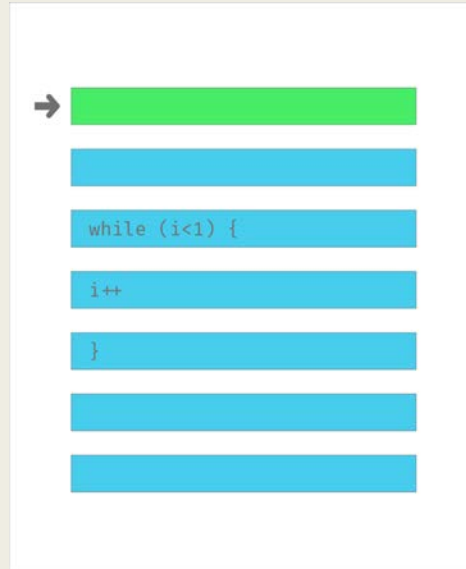 while (i<1) {
i++
}